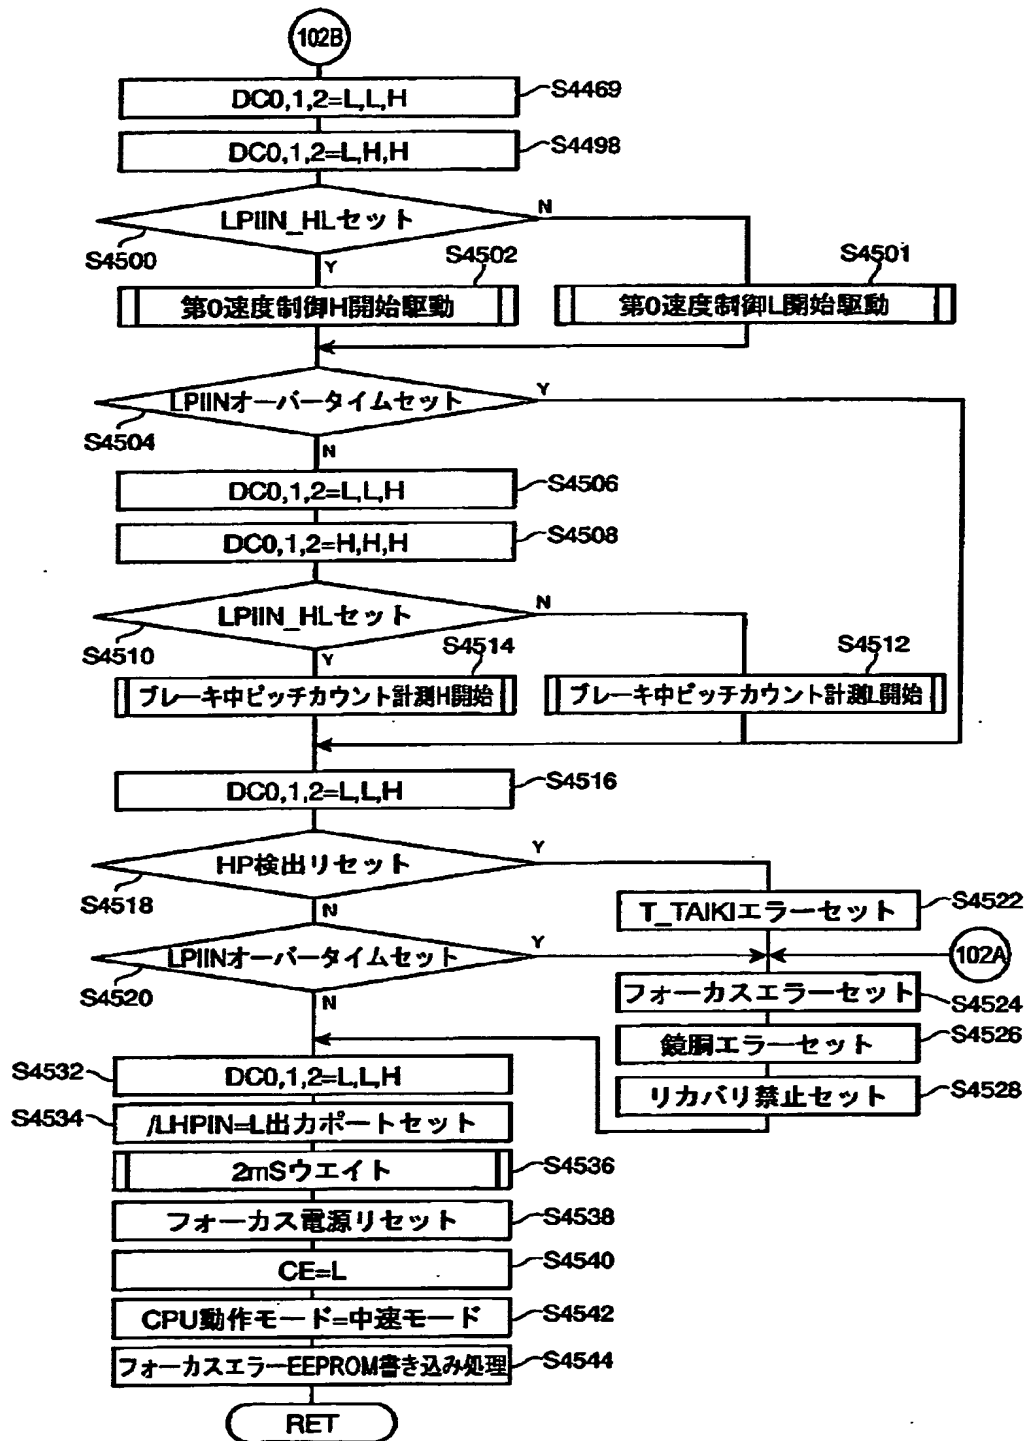 102B
DC0,1,2=L,L,H
S4469
DC0,1,2=L,H,H
S4498
LPIIN_HLセット
N
S4500
Y
S4502
S4501
第0速度制御H開始駆動
第0速度制御L開始駆動
LPIINオーバータイムセット
Y
S4504
N
DC0,1,2=L,L,H
S4506
DC0,1,2=H,H,H
S4508
LPIIN_HLセット
N
S4510
Y
S4514
S4512
ブレーキ中ピッチカウント計測H開始
ブレーキ中ピッチカウント計測L開始
DC0,1,2=L,L,H
S4516
HP検出リセット
Y
S4518
N
T_TAIKIエラーセット
S4522
LPIINオーバータイムセット
Y
102A
S4520
N
フォーカスエラーセット
S4524
鏡胴エラーセット
S4526
S4532
DC0,1,2=L,L,H
リカバリ禁止セット
S4528
S4534
/LHPIN=L出力ポートセット
2mSウエイト
S4536
フォーカス電源リセット
S4538
CE=L
S4540
CPU動作モード=中速モード
S4542
フォーカスエラーEEPROM書き込み処理
S4544
RET